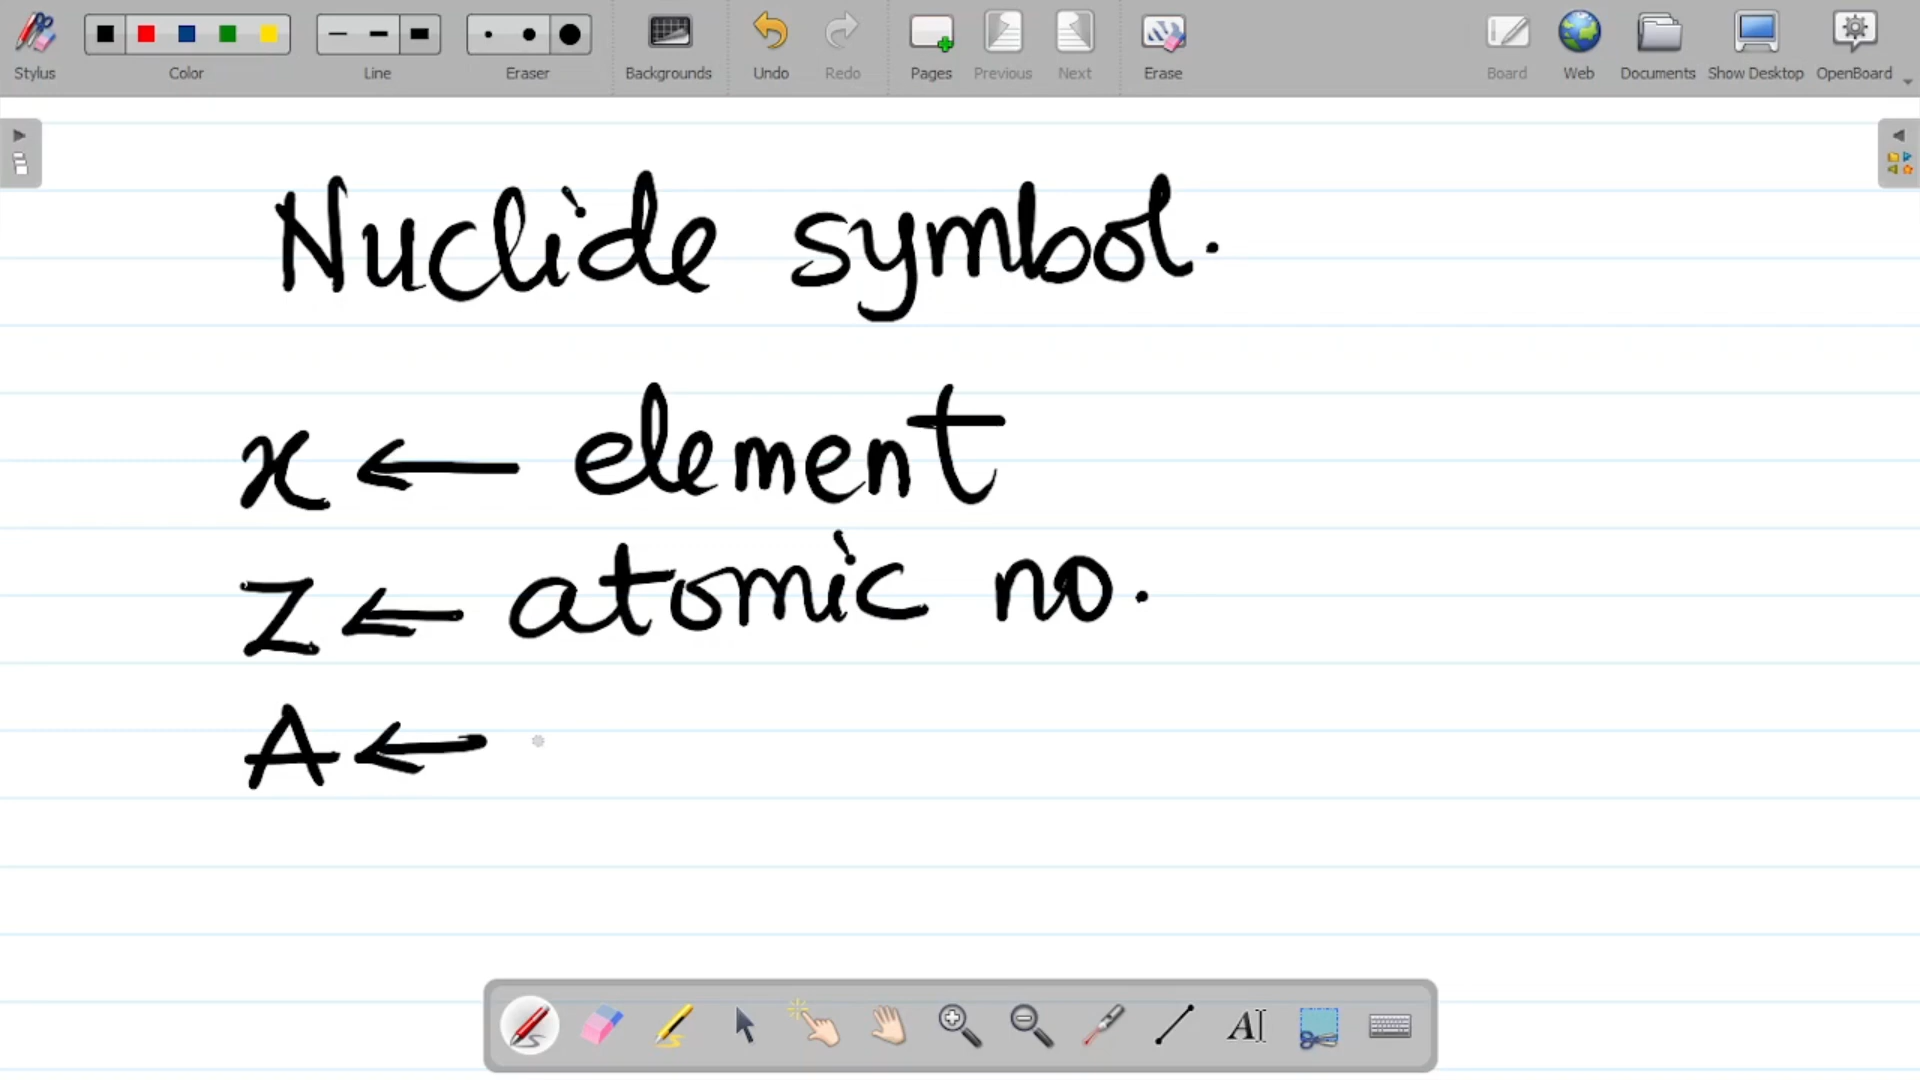 Stylus Color Line Eraser Backgrounds Undo Redo Pages Previous Next Erase Board Web Documents Show Desktop OpenBoard
Nuclide symbol.
x ← element
Z ← atomic no.
A ←